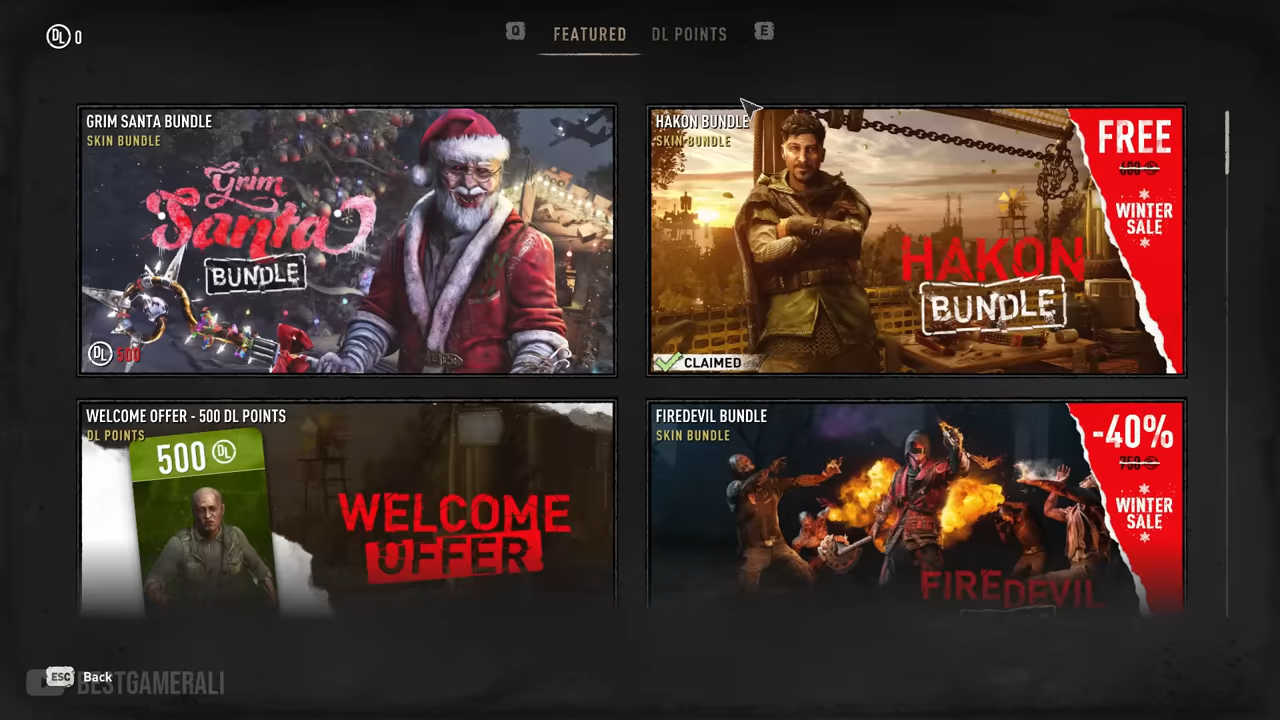 DL 0
Q FEATURED DL POINTS E
GRIM SANTA BUNDLE
SKIN BUNDLE
Grim
Santa
BUNDLE
DL 500
HAKON BUNDLE
SKIN BUNDLE
FREE
600
WINTER
SALE
HAKON
BUNDLE
CLAIMED
WELCOME OFFER - 500 DL POINTS
DL POINTS
500 DL
WELCOME
OFFER
FIREDEVIL BUNDLE
SKIN BUNDLE
-40%
750
WINTER
SALE
FIREDEVIL
ESC Back
BESTGAMERALI